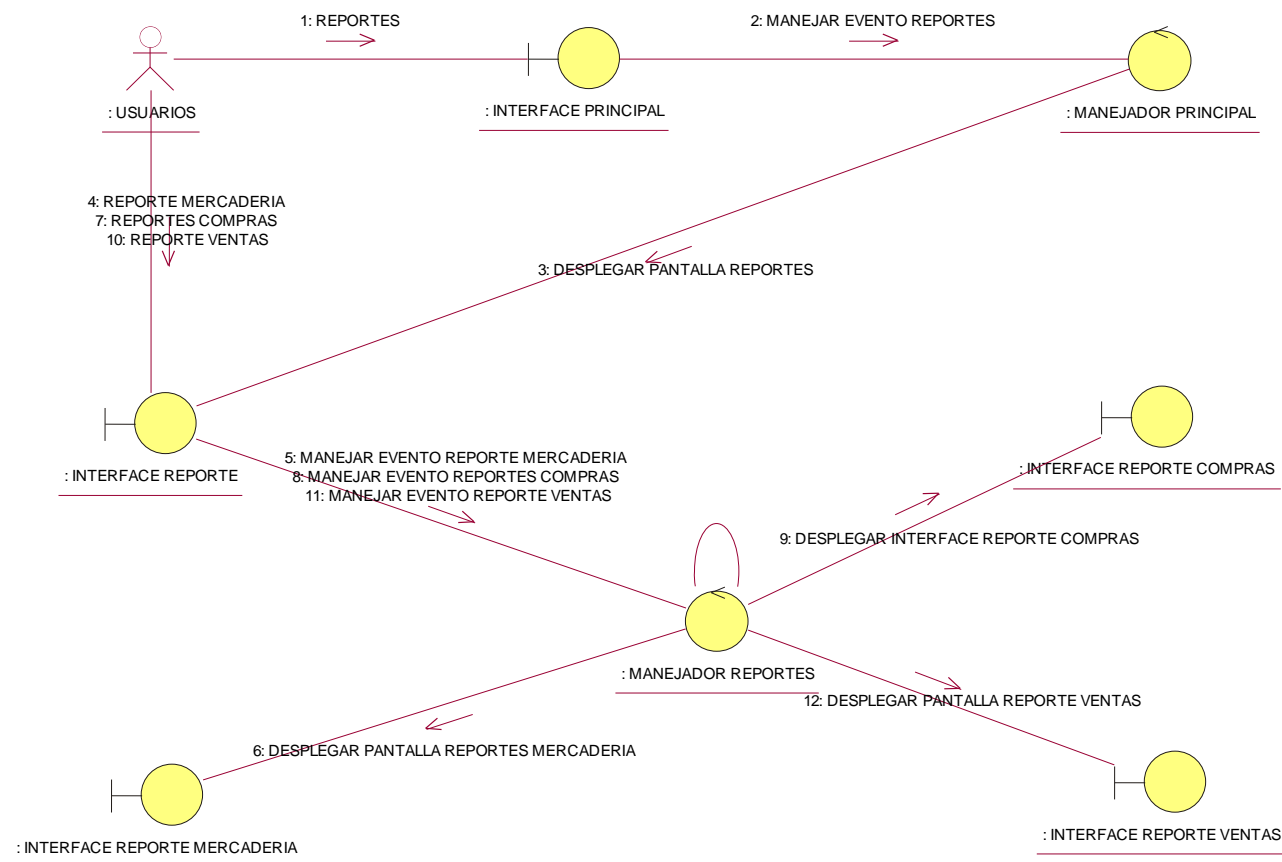 1: REPORTES
2: MANEJAR EVENTO REPORTES
: USUARIOS
: INTERFACE PRINCIPAL
: MANEJADOR PRINCIPAL
4: REPORTE MERCADERIA
7: REPORTES COMPRAS
10: REPORTE VENTAS
3: DESPLEGAR PANTALLA REPORTES
: INTERFACE REPORTE
5: MANEJAR EVENTO REPORTE MERCADERIA
8: MANEJAR EVENTO REPORTES COMPRAS
11: MANEJAR EVENTO REPORTE VENTAS
: INTERFACE REPORTE COMPRAS
9: DESPLEGAR INTERFACE REPORTE COMPRAS
: MANEJADOR REPORTES
12: DESPLEGAR PANTALLA REPORTE VENTAS
6: DESPLEGAR PANTALLA REPORTES MERCADERIA
: INTERFACE REPORTE VENTAS
: INTERFACE REPORTE MERCADERIA